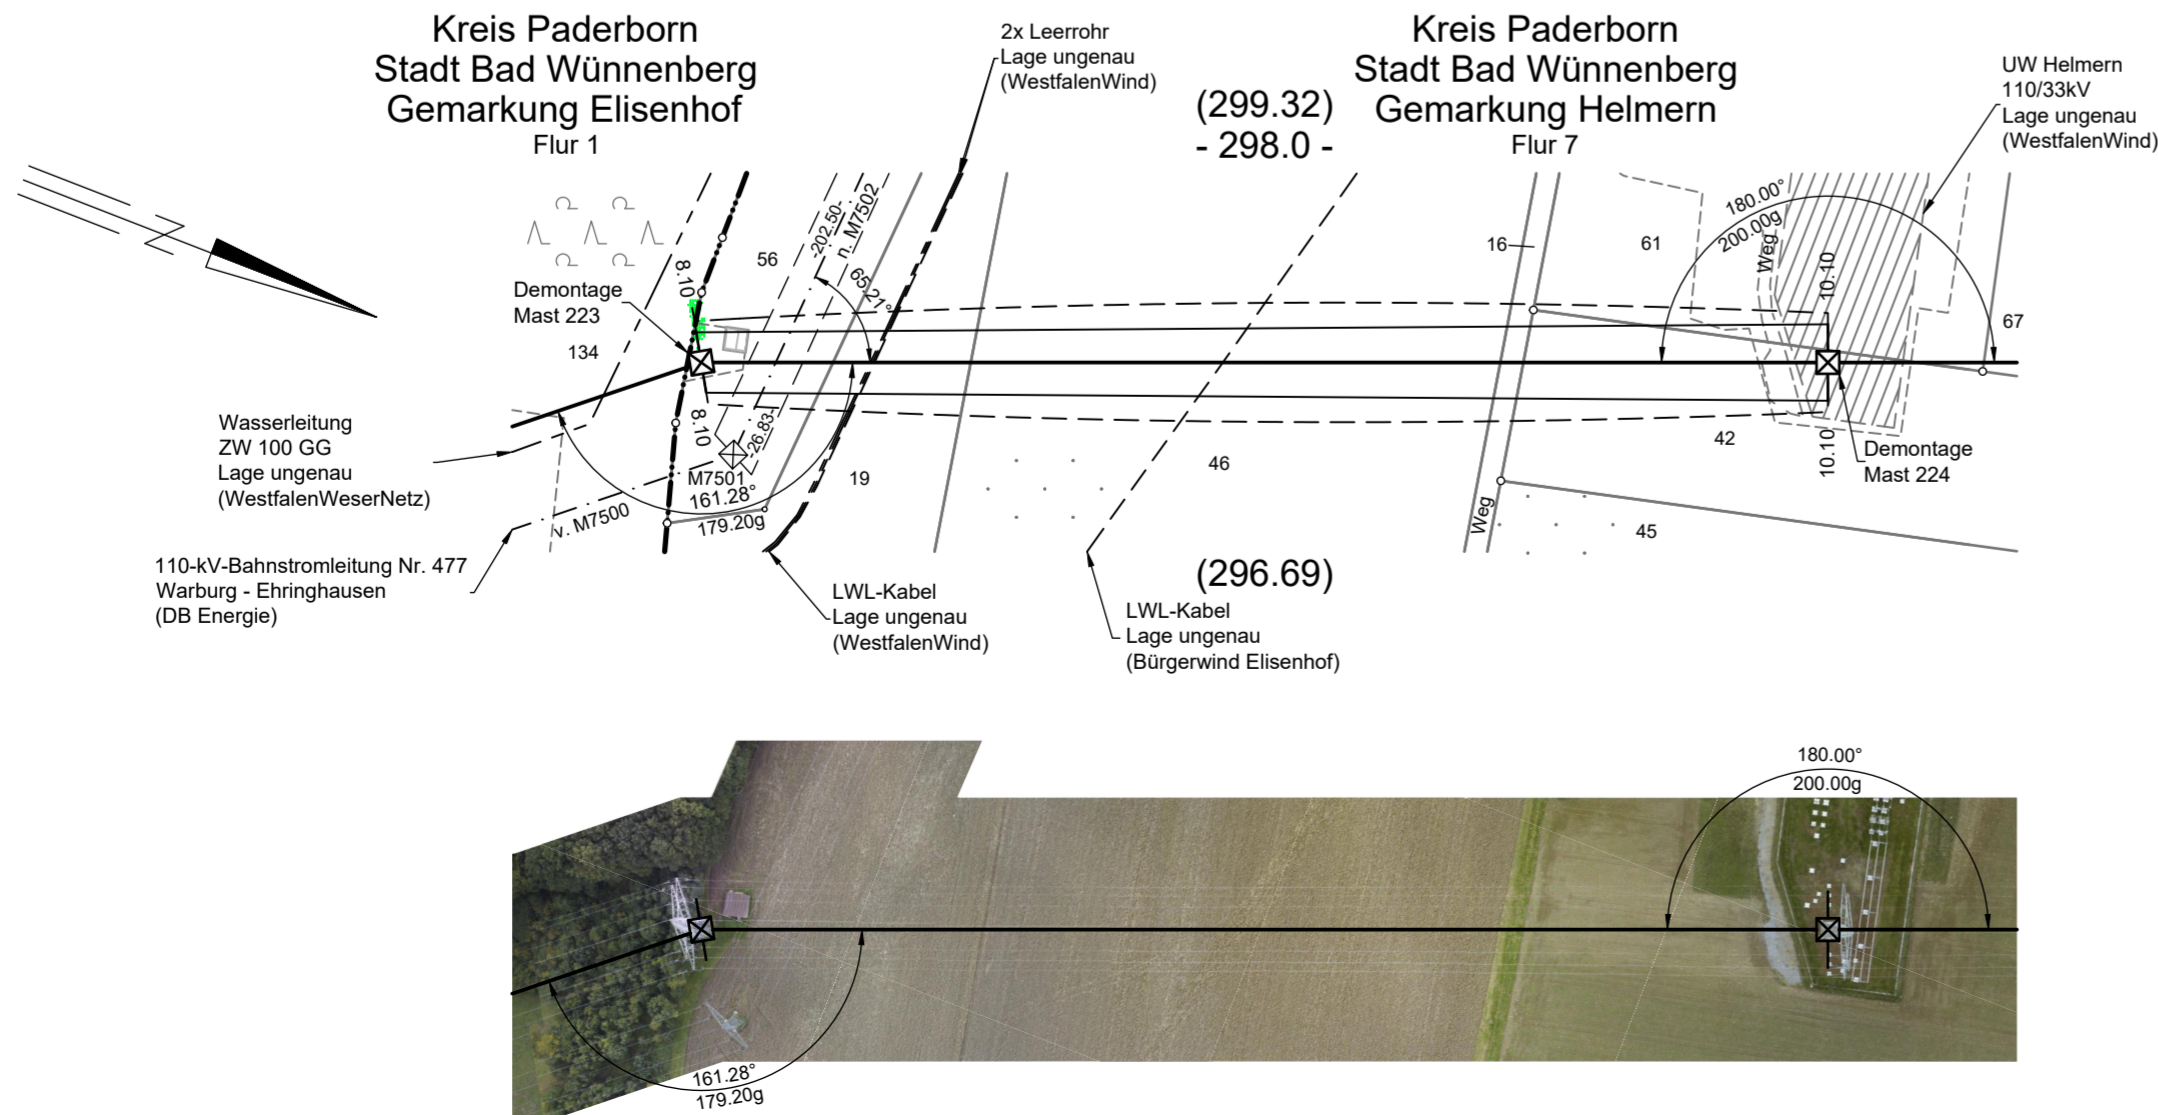 Kreis Paderborn
Stadt Bad Wünnenberg
Gemarkung Elisenhof
Flur 1
2x Leerrohr
Lage ungenau
(WestfalenWind)
(299.32)
- 298.0 -
Kreis Paderborn
Stadt Bad Wünnenberg
Gemarkung Helmern
Flur 7
UW Helmern
110/33kV
Lage ungenau
(WestfalenWind)
Demontage
Mast 223
134
8.10
56
-202.50-
n. M7502
65.21°
16
61
180.00°
200.00g
Weg
10.10
67
Wasserleitung
ZW 100 GG
Lage ungenau
(WestfalenWeserNetz)
8.10
-26.83-
M7501
161.28°
179.20g
v. M7500
19
46
Weg
42
45
10.10
Demontage
Mast 224
110-kV-Bahnstromleitung Nr. 477
Warburg - Ehringhausen
(DB Energie)
LWL-Kabel
Lage ungenau
(WestfalenWind)
(296.69)
LWL-Kabel
Lage ungenau
(Bürgerwind Elisenhof)
180.00°
200.00g
161.28°
179.20g